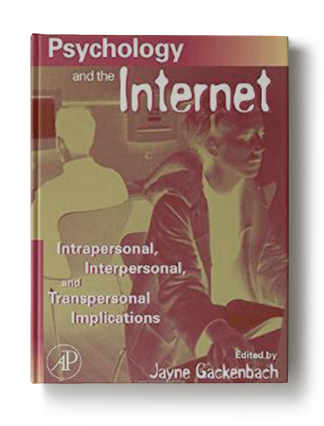 Psychology
and the
Internet
Intrapersonal,
Interpersonal,
and
Transpersonal
Implications
Edited by
Jayne Gackenbach
AP